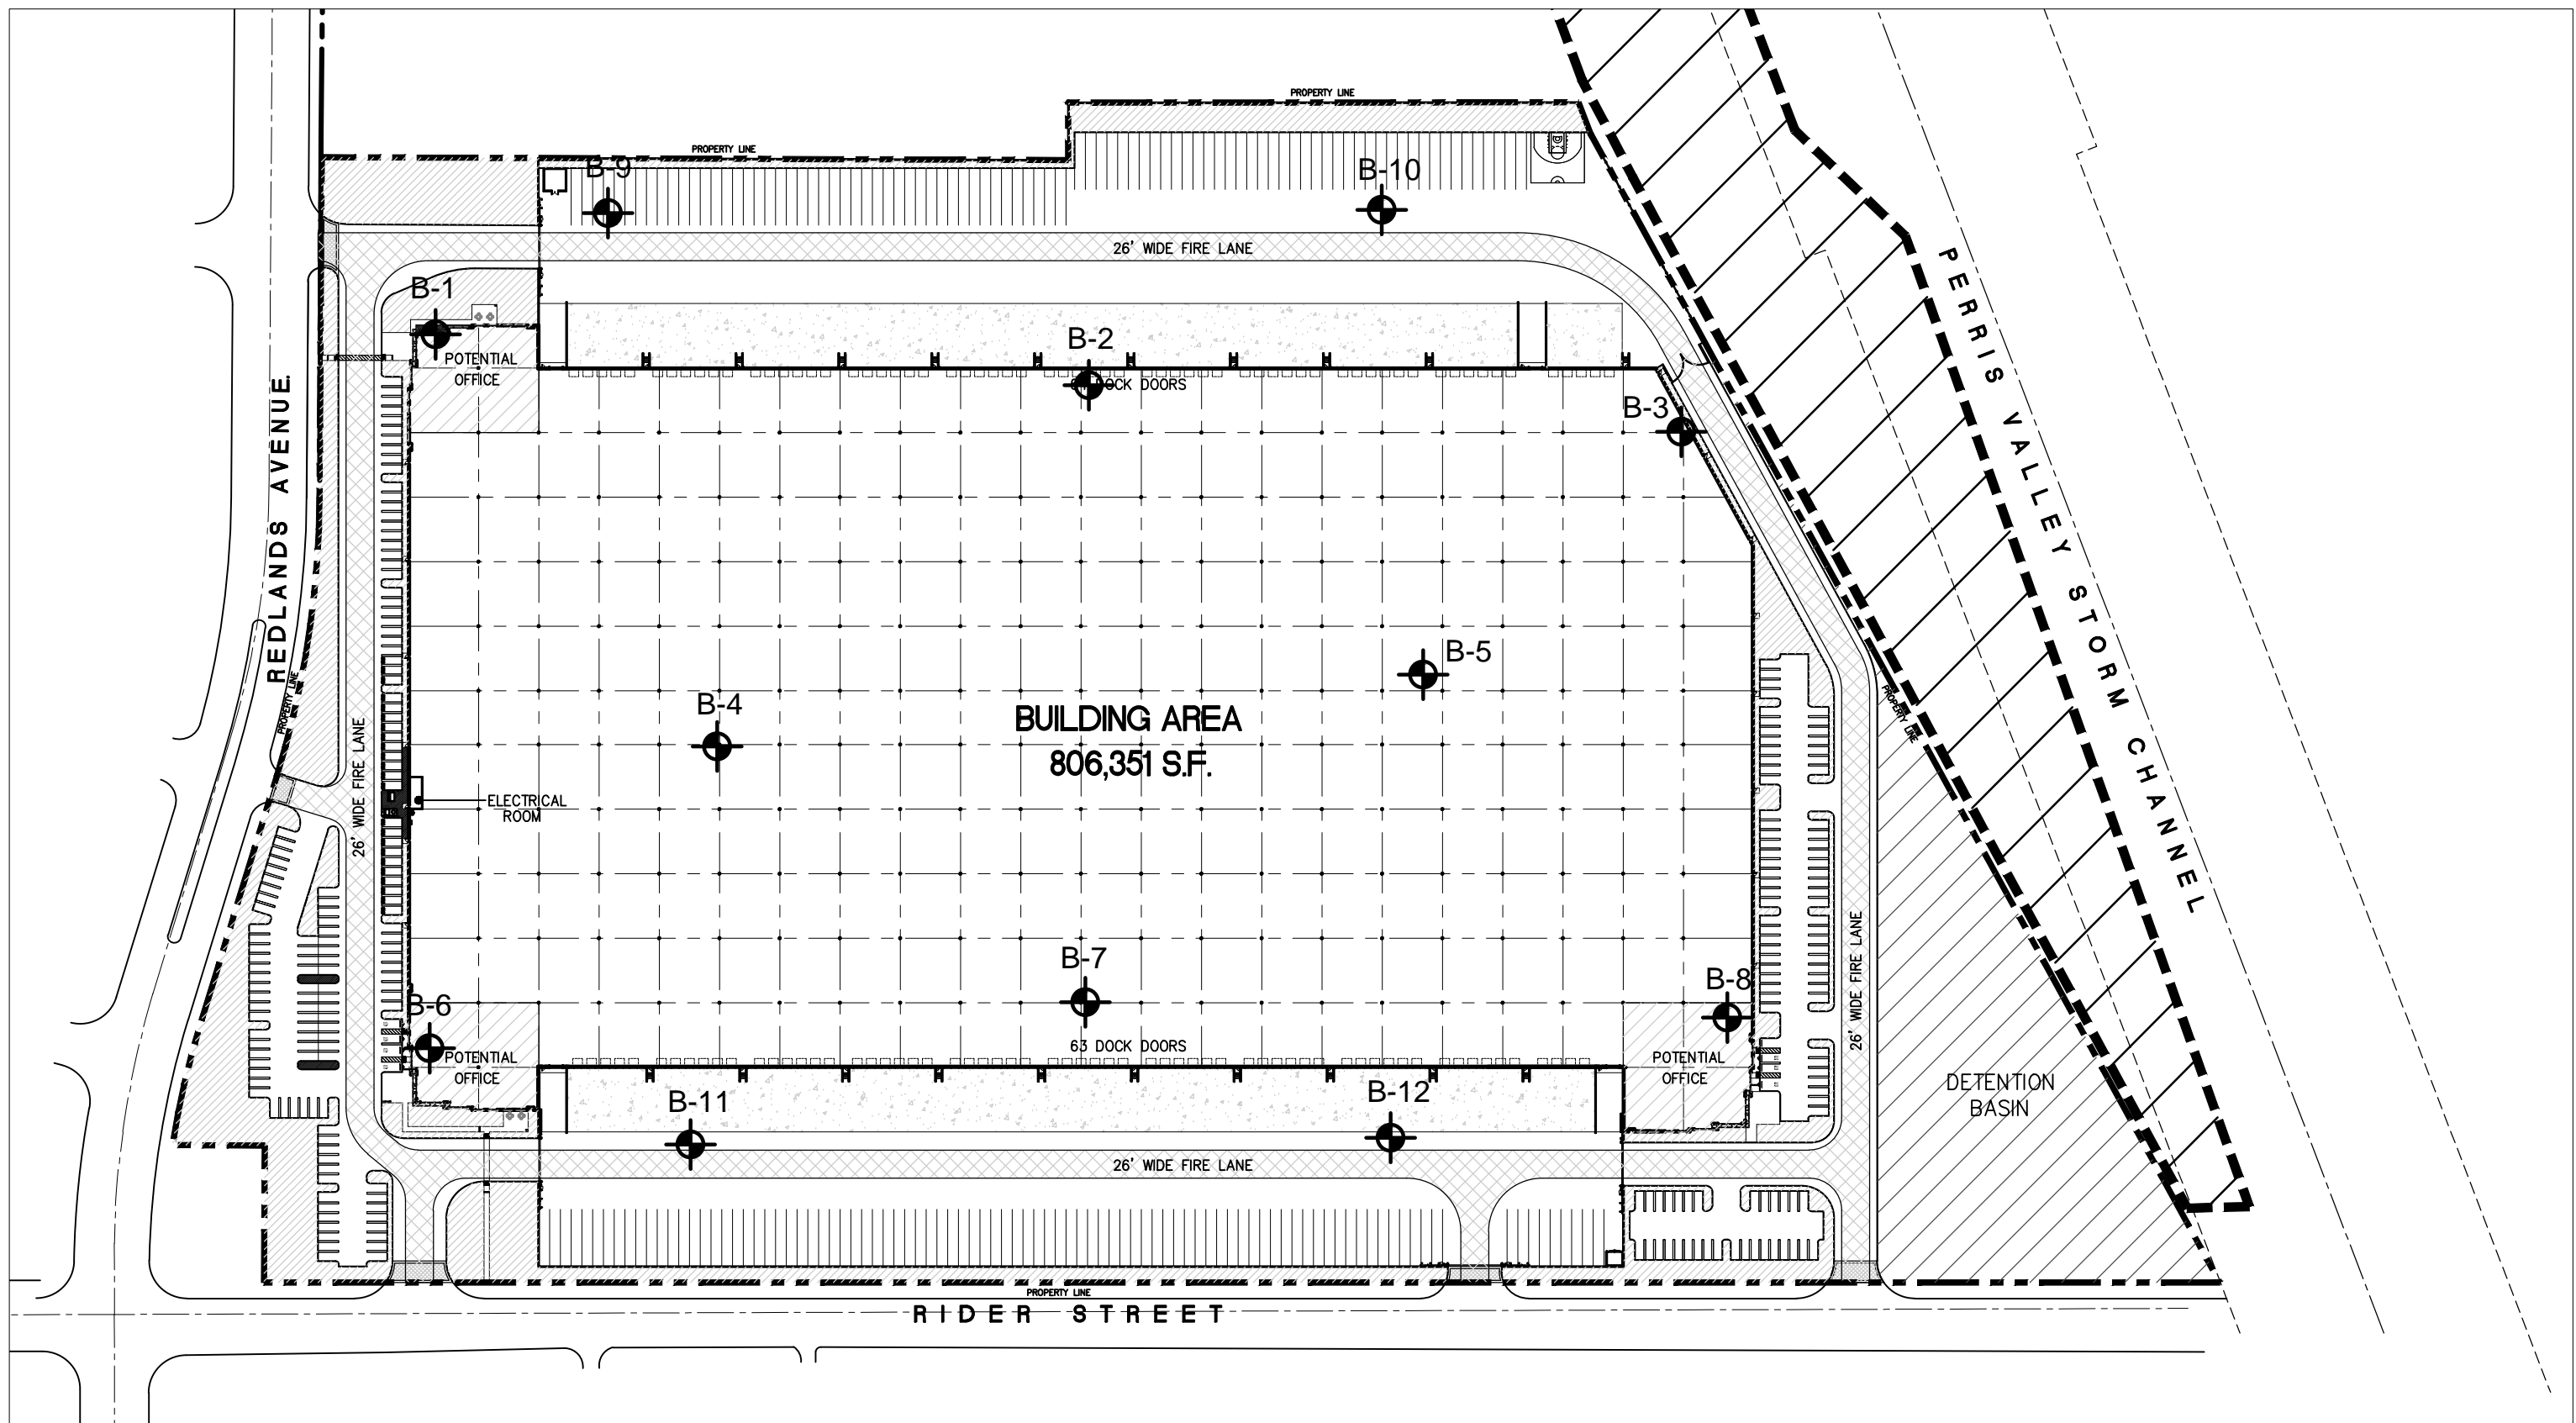 PROPERTY LINE
PROPERTY LINE
B-9
B-10
26' WIDE FIRE LANE
B-1
POTENTIAL
OFFICE
B-2
DOCK DOORS
B-3
REDLANDS AVENUE.
PROPERTY LINE
PERRIS VALLEY STORM CHANNEL
B-5
B-4
BUILDING AREA
806,351 S.F.
PROPERTY LINE
26' WIDE FIRE LANE
ELECTRICAL
ROOM
26' WIDE FIRE LANE
B-7
B-8
B-6
POTENTIAL
OFFICE
63 DOCK DOORS
POTENTIAL
OFFICE
DETENTION
BASIN
B-11
B-12
26' WIDE FIRE LANE
PROPERTY LINE
RIDER STREET